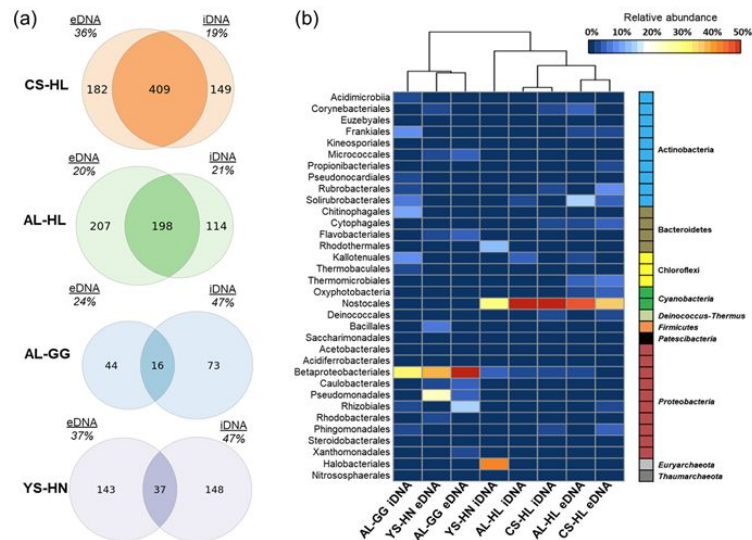 (a)
eDNA
36%
iDNA
19%
CS-HL
182
409
149
eDNA
20%
iDNA
21%
AL-HL
207
198
114
eDNA
24%
iDNA
47%
AL-GG
44
16
73
eDNA
37%
iDNA
47%
YS-HN
143
37
148
(b)
Relative abundance
0% 10% 20% 30% 40% 50%
Acidimicrobiia
Corynebacteriales
Euzebyales
Frankiales
Kineosporiales
Micrococcales
Propionibacteriales
Pseudonocardiales
Rubrobacterales
Solirubrobacterales
Chitinophagales
Cytophagales
Flavobacteriales
Rhodothermales
Kallotenuales
Thermobaculales
Thermomicrobiales
Oxyphotobacteria
Nostocales
Deinococcales
Bacillales
Saccharimonadales
Acetobacterales
Acidiferrobacterales
Betaproteobacteriales
Caulobacterales
Pseudomonadales
Rhizobiales
Rhodobacterales
Phingomonadales
Steroidobacterales
Xanthomonadales
Halobacteriales
Nitrososphaerales
Actinobacteria
Bacteroidetes
Chloroflexi
Cyanobacteria
Deinococcus-Thermus
Firmicutes
Patescibacteria
Proteobacteria
Euryarchaeota
Thaumarchaeota
AL-GG iDNA
YS-HN eDNA
AL-GG eDNA
YS-HN iDNA
AL-HL iDNA
CS-HL iDNA
AL-HL eDNA
CS-HL eDNA